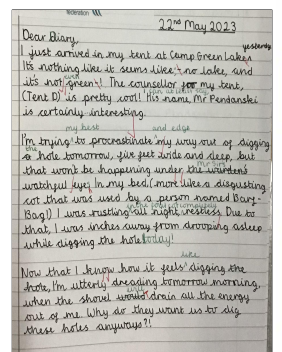 22nd May 2023
Dear Diary,
yesterday
I just arrived in my tent at Camp Green Lake.
Its nothing like it seems like: no lake, and
even
it's not green! The counsellor for my tent,
(Tent D) is pretty cool! His name, Mr Pendanski
is certainly interesting.
my best and edge
I'm trying to procrastinate my way out of digging
the
a hole tomorrow, five feet wide and deep, but
that won't be happening under the warden's
Mr Sir's
watchful eye. In my bed, (more like a disgusting
cot that was used by a person named Barf-
Bag!) I was rustling all night restless. Due to
that, I was inches away from drooping asleep
while digging the hole today!
like
Now that I know how it feels digging the
hole, I'm utterly dreading tomorrow morning,
when the shovel would drain all the energy
out of me. Why do they want us to dig
these holes anyways?!